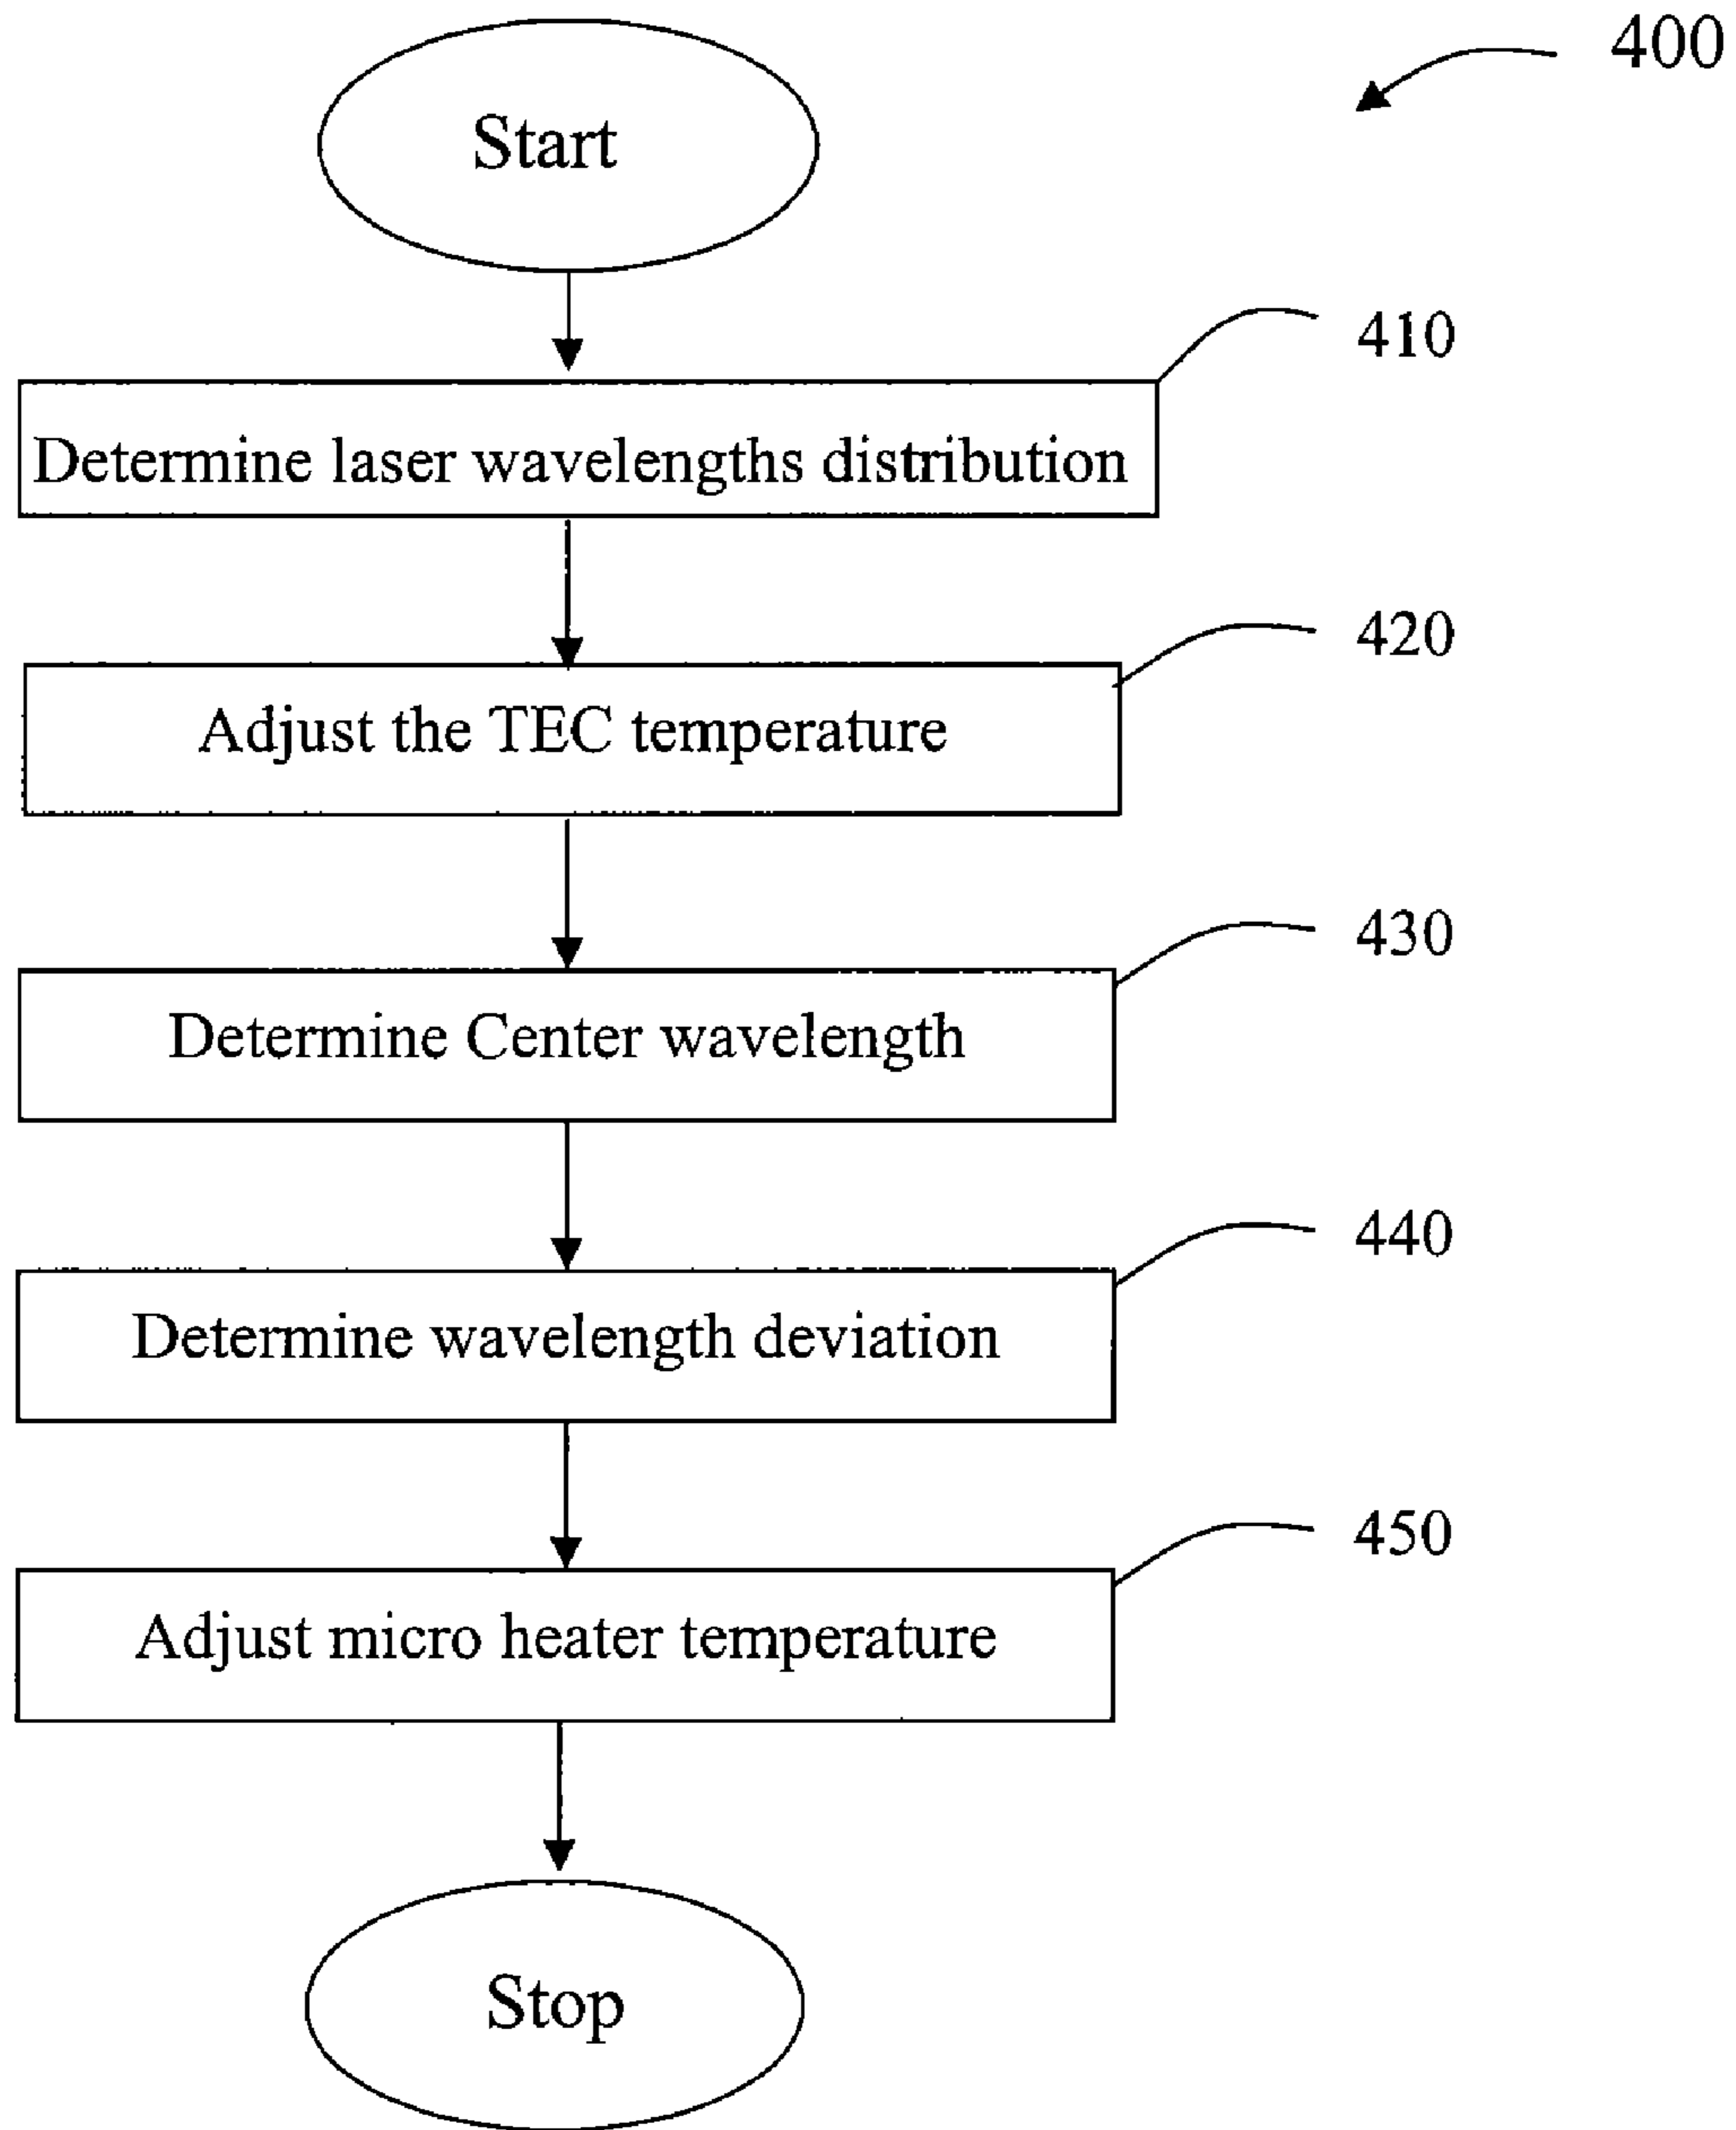 400
Start
410
Determine laser wavelengths distribution
420
Adjust the TEC temperature
430
Determine Center wavelength
440
Determine wavelength deviation
450
Adjust micro heater temperature
Stop